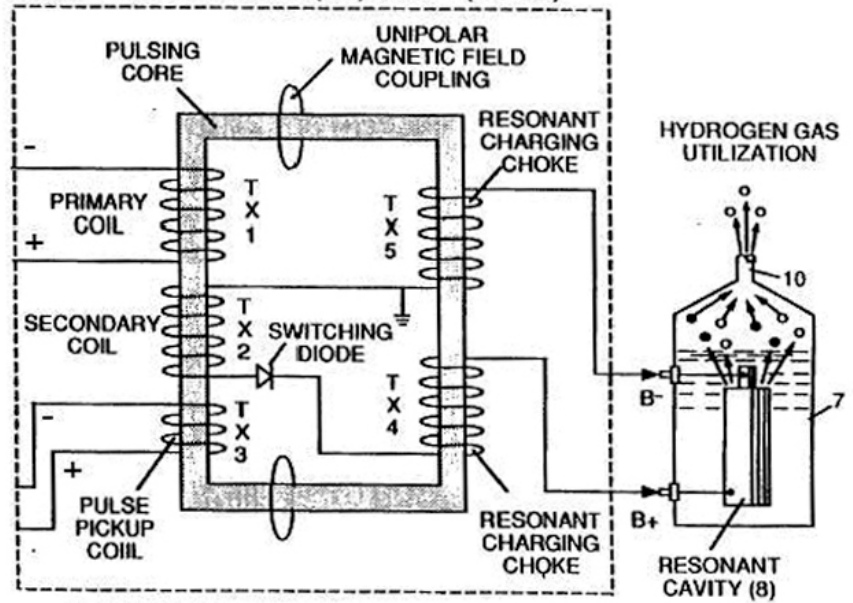 UNIPOLAR
MAGNETIC FIELD
COUPLING
PULSING
CORE
RESONANT
CHARGING
CHOKE
HYDROGEN GAS
UTILIZATION
-
PRIMARY
COIL
+
T
X
1
T
X
5
10
SECONDARY
COIL
T
X
2
SWITCHING
DIODE
B-
7
-
T
X
3
T
X
4
+
PULSE
PICKUP
COIIL
RESONANT
CHARGING
CHOKE
B+
RESONANT
CAVITY (8)